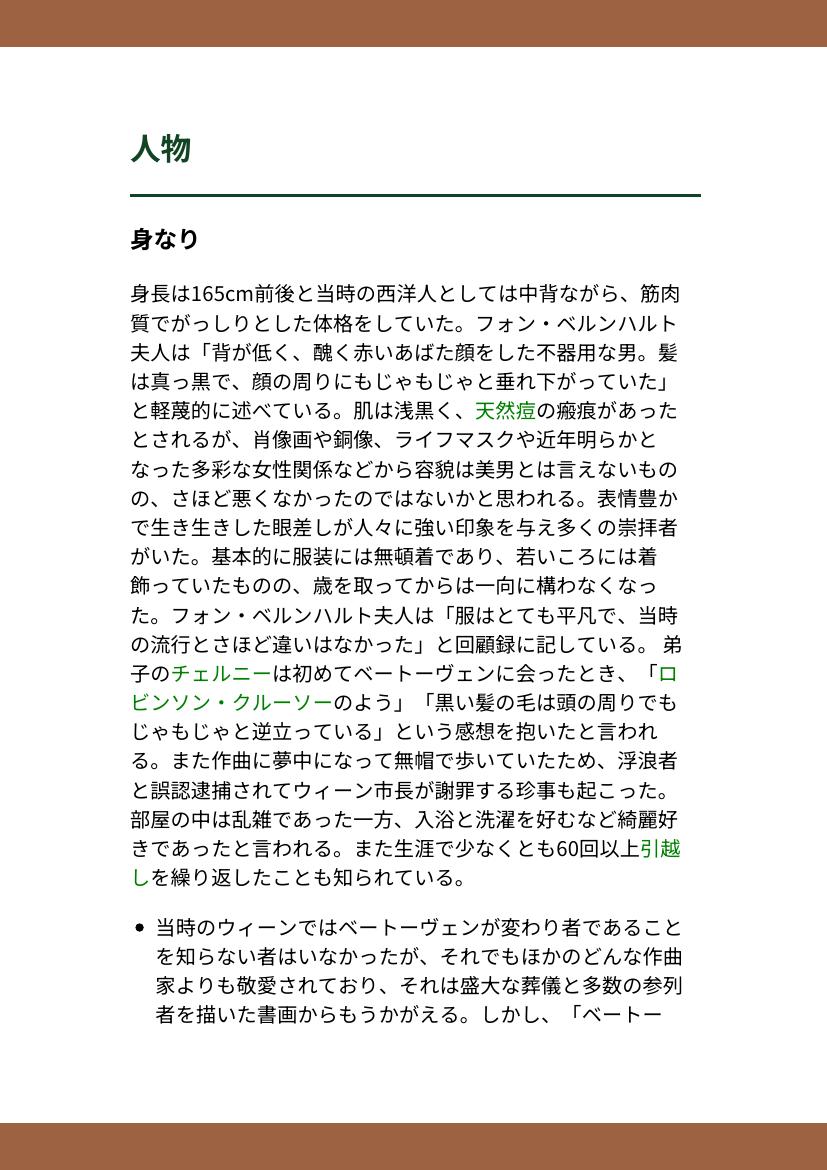 人物
身なり
身長は165cm前後と当時の西洋人としては中背ながら、筋肉
質でがっしりとした体格をしていた。フォン・ベルンハルト
夫人は「背が低く、醜く赤いあばた顔をした不器用な男。髪
は真っ黒で、顔の周りにもじゃもじゃと垂れ下がっていた」
と軽蔑的に述べている。肌は浅黒く、天然痘の瘢痕があった
とされるが、肖像画や銅像、ライフマスクや近年明らかと
なった多彩な女性関係などから容貌は美男とは言えないもの
の、さほど悪くなかったのではないかと思われる。表情豊か
で生き生きした眼差しが人々に強い印象を与え多くの崇拝者
がいた。基本的に服装には無頓着であり、若いころには着
飾っていたものの、歳を取ってからは一向に構わなくなっ
た。フォン・ベルンハルト夫人は「服はとても平凡で、当時
の流行とさほど違いはなかった」と回顧録に記している。 弟
子のチェルニーは初めてベートーヴェンに会ったとき、「ロ
ビンソン・クルーソーのよう」「黒い髪の毛は頭の周りでも
じゃもじゃと逆立っている」という感想を抱いたと言われ
る。また作曲に夢中になって無帽で歩いていたため、浮浪者
と誤認逮捕されてウィーン市長が謝罪する珍事も起こった。
部屋の中は乱雑であった一方、入浴と洗濯を好むなど綺麗好
きであったと言われる。また生涯で少なくとも60回以上引越
しを繰り返したことも知られている。
• 当時のウィーンではベートーヴェンが変わり者であること
を知らない者はいなかったが、それでもほかのどんな作曲
家よりも敬愛されており、それは盛大な葬儀と多数の参列
者を描いた書画からもうかがえる。しかし、「ベートー